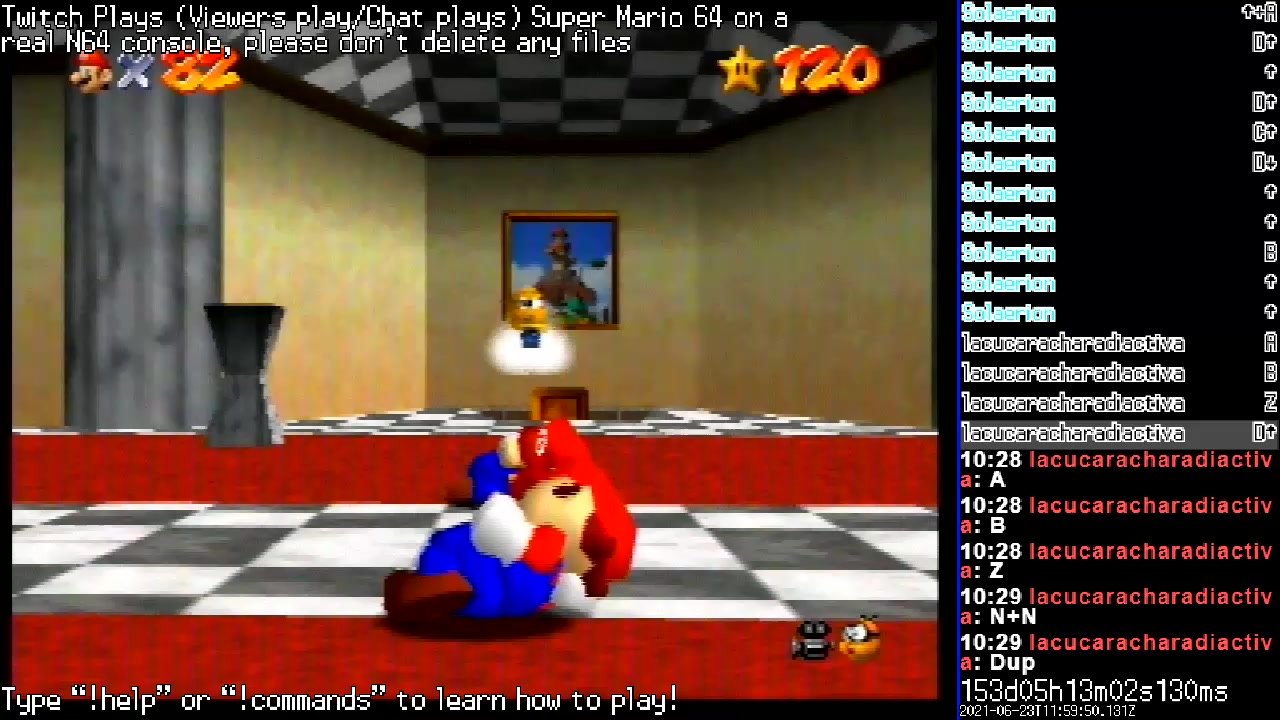 Twitch Plays (Viewers play/Chat plays) Super Mario 64 on a
real N64 console, please don't delete any files
x 82
120
Solaerion ↑+A
Solaerion D↑
Solaerion ↑
Solaerion D↑
Solaerion C↑
Solaerion D↓
Solaerion ↑
Solaerion ↑
Solaerion B
Solaerion ↑
Solaerion ↑
lacucaracharadiactiva A
lacucaracharadiactiva B
lacucaracharadiactiva Z
lacucaracharadiactiva D↑
10:28 lacucaracharadiactiv
a: A
10:28 lacucaracharadiactiv
a: B
10:28 lacucaracharadiactiv
a: Z
10:29 lacucaracharadiactiv
a: N+N
10:29 lacucaracharadiactiv
a: Dup
Type “!help” or “!commands” to learn how to play!
153d05h13m02s130ms
2021-06-23T11:59:50.131Z